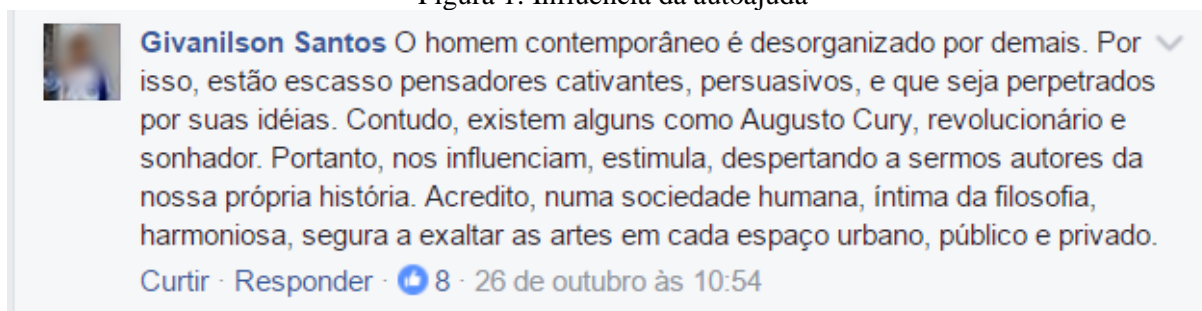 Figura 1: Influência da autoajuda
Givanilson Santos O homem contemporâneo é desorganizado por demais. Por
isso, estão escasso pensadores cativantes, persuasivos, e que seja perpetrados
por suas idéias. Contudo, existem alguns como Augusto Cury, revolucionário e
sonhador. Portanto, nos influenciam, estimula, despertando a sermos autores da
nossa própria história. Acredito, numa sociedade humana, íntima da filosofia,
harmoniosa, segura a exaltar as artes em cada espaço urbano, público e privado.
Curtir · Responder · 8 · 26 de outubro às 10:54